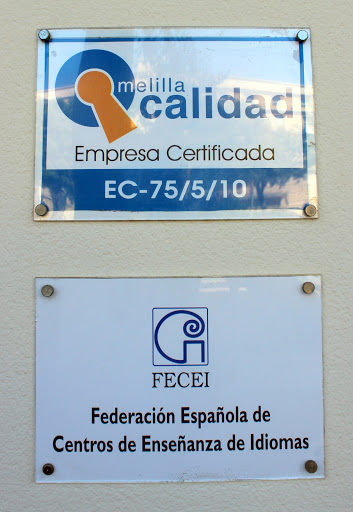 melilla
calidad
Empresa Certificada
EC-75/5/10
FECEI
Federación Española de
Centros de Enseñanza de Idiomas